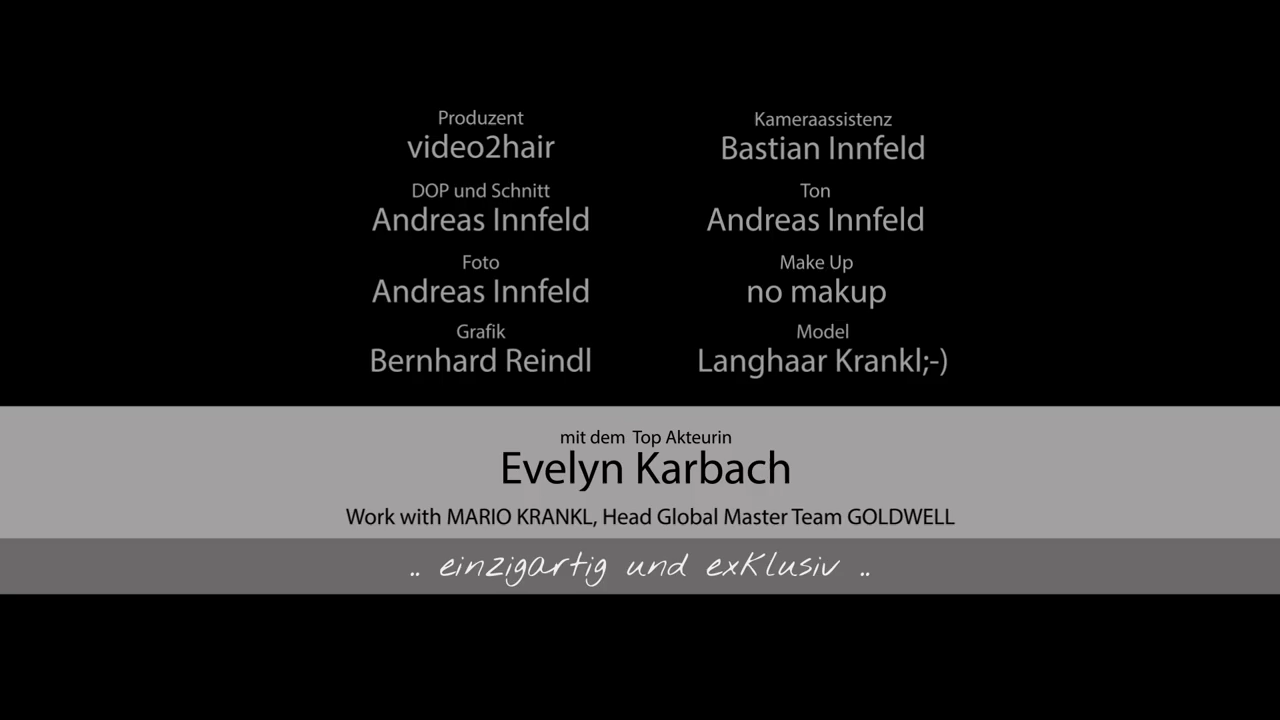 Produzent
video2hair
DOP und Schnitt
Andreas Innfeld
Foto
Andreas Innfeld
Grafik
Bernhard Reindl
Kameraassistenz
Bastian Innfeld
Ton
Andreas Innfeld
Make Up
no makup
Model
Langhaar Krankl;-)
mit dem Top Akteurin
Evelyn Karbach
Work with MARIO KRANKL, Head Global Master Team GOLDWELL
.. einzigartig und exklusiv ..